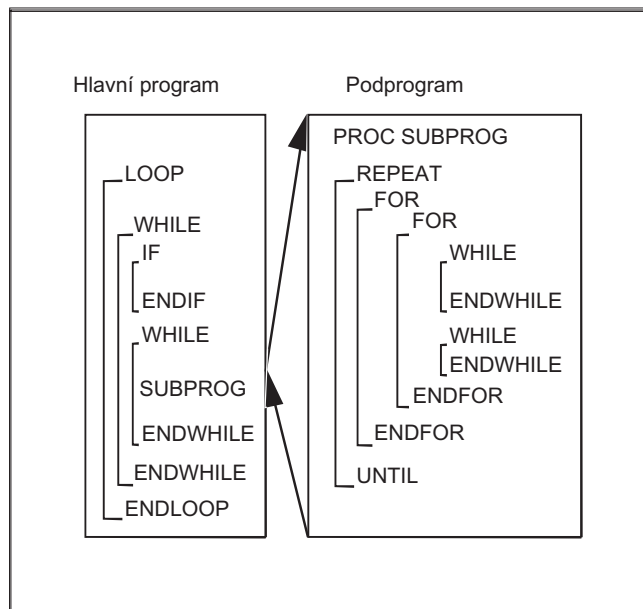 Hlavní program
LOOP
WHILE
IF
ENDIF
WHILE
SUBPROG
ENDWHILE
ENDWHILE
ENDLOOP
Podprogram
PROC SUBPROG
REPEAT
FOR
FOR
WHILE
ENDWHILE
WHILE
ENDWHILE
ENDFOR
ENDFOR
UNTIL